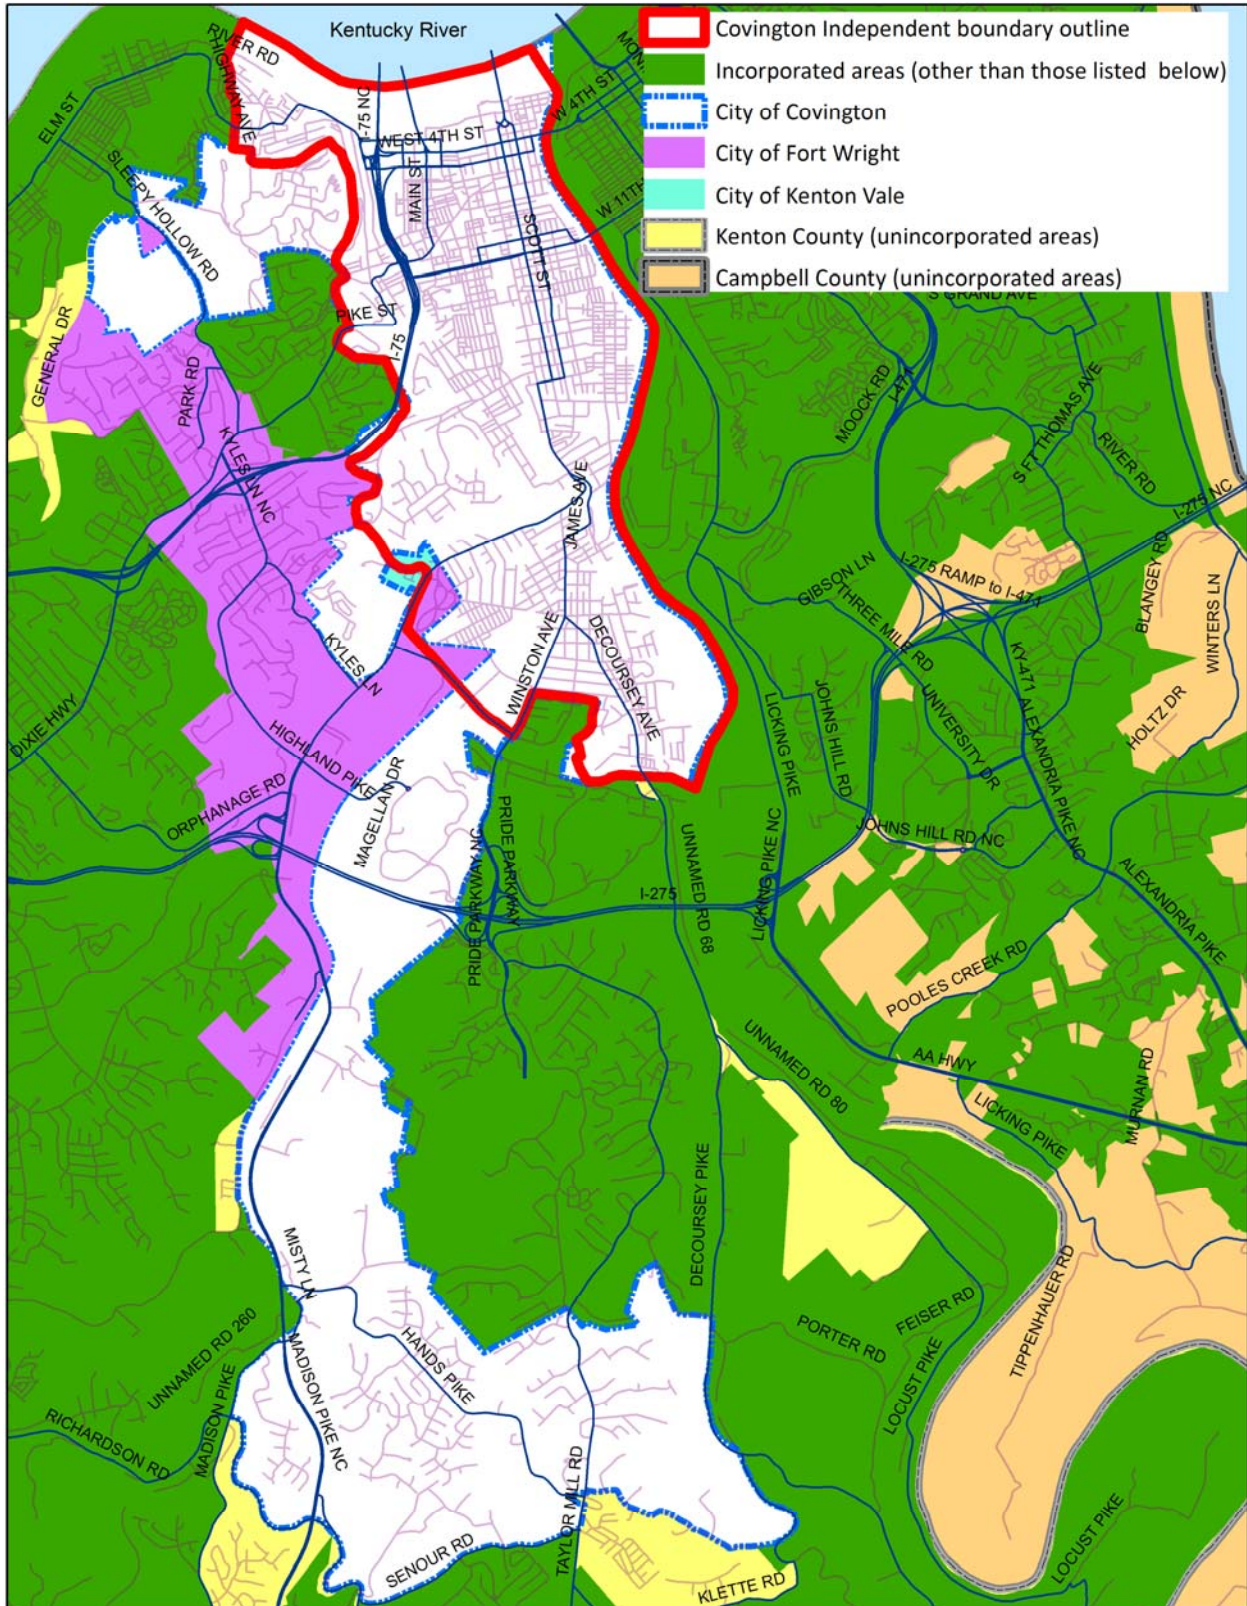 Kentucky River
Covington Independent boundary outline
Incorporated areas (other than those listed below)
City of Covington
City of Fort Wright
City of Kenton Vale
Kenton County (unincorporated areas)
Campbell County (unincorporated areas)
RIVER RD
HIGHWAY AVE
ELM ST
I-75 NC
WEST 4TH ST
W 4TH ST
MAIN ST
W 11TH
SLEEPY HOLLOW RD
SCOTT ST
PIKE ST
I-75
GENERAL DR
PARK RD
KYLES LN NC
S GRAND AVE
MOOCK RD
I-471
S FT THOMAS AVE
RIVER RD
I-275 NC
JAMES AVE
GIBSON LN
I-275 RAMP to I-471
THREE MILE RD
BLANGEY RD
WINTERS LN
KYLES LN
WINSTON AVE
DECOURSEY AVE
LICKING PIKE
JOHNS HILL RD
UNIVERSITY DR
KY-471
ALEXANDRIA PIKE NC
HOLTZ DR
DIXIE HWY
HIGHLAND PIKE
ORPHANAGE RD
MAGELLAN DR
PRIDE PARKWAY NC
PRIDE PARKWAY
I-275
UNNAMED RD 68
LICKING PIKE NC
JOHNS HILL RD NC
ALEXANDRIA PIKE
POOLES CREEK RD
UNNAMED RD 80
AA HWY
LICKING PIKE
MURNAN RD
DECOURSEY PIKE
MISTY LN
UNNAMED RD 260
MADISON PIKE
MADISON PIKE NC
HANDS PIKE
RICHARDSON RD
PORTER RD
FEISER RD
LOCUST PIKE
TIPPENHAUER RD
TAYLOR MILL RD
SENOUR RD
KLETTE RD
LOCUST PIKE